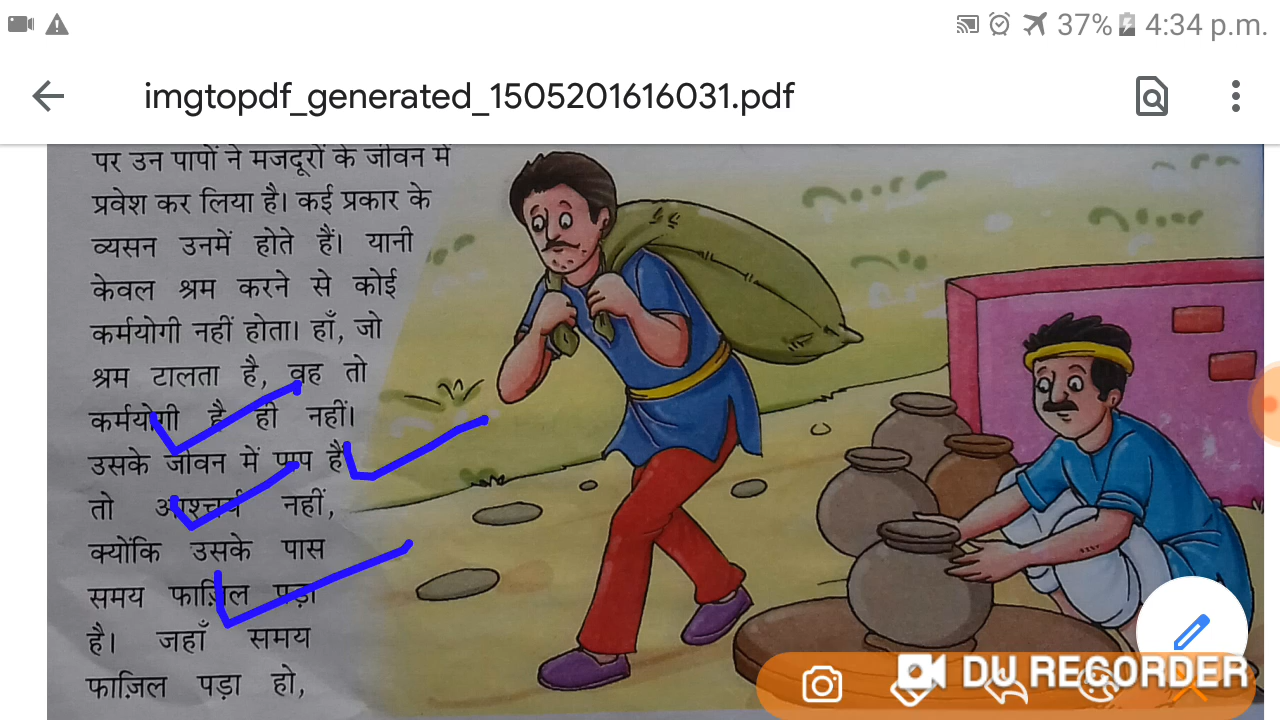 37% 4:34 p.m.
imgtopdf_generated_1505201616031.pdf
पर उन पापों ने मजदूरों के जीवन में
प्रवेश कर लिया है। कई प्रकार के
व्यसन उनमें होते हैं। यानी
केवल श्रम करने से कोई
कर्मयोगी नहीं होता। हाँ, जो
श्रम टालता है, वह तो
कर्मयोगी है ही नहीं।
उसके जीवन में पाप है
तो आश्चर्य नहीं,
क्योंकि उसके पास
समय फाज़िल पड़ा
है। जहाँ समय
फाज़िल पड़ा हो,
DU RECORDER